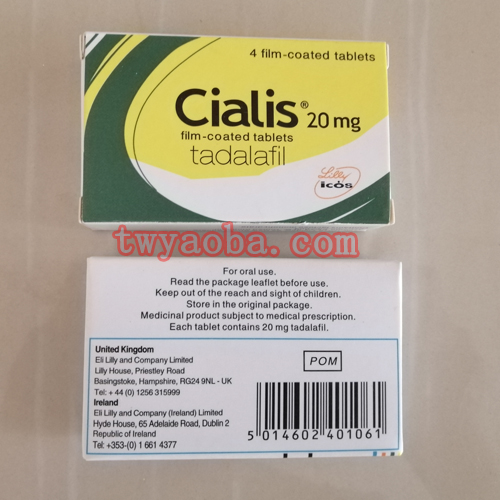 4 film-coated tablets
Cialis® 20 mg
film-coated tablets
tadalafil
Lilly
icos
twyaoba. com
For oral use.
Read the package leaflet before use.
Keep out of the reach and sight of children.
Store in the original package.
Medicinal product subject to medical prescription.
Each tablet contains 20 mg tadalafil.
United Kingdom
Eli Lilly and Company Limited
Lilly House, Priestley Road
Basingstoke, Hampshire, RG24 9NL - UK
Tel: + 44 (0) 1256 315999
Ireland
Eli Lilly and Company (Ireland) Limited
Hyde House, 65 Adelaide Road, Dublin 2
Republic of Ireland
Tel: +353-(0) 1 661 4377
POM
5 014602 401061